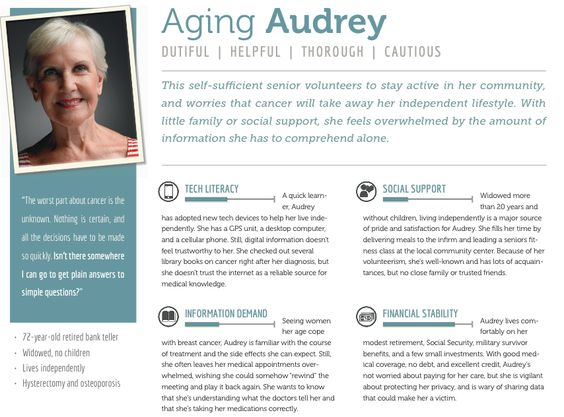 Aging Audrey
DUTIFUL | HELPFUL | THOROUGH | CAUTIOUS
This self-sufficient senior volunteers to stay active in her community,
and worries that cancer will take away her independent lifestyle. With
little family or social support, she feels overwhelmed by the amount of
information she has to comprehend alone.
"The worst part about cancer is the
unknown. Nothing is certain, and
all the decisions have to be made
so quickly. Isn't there somewhere
I can go to get plain answers to
simple questions?"
· 72-year-old retired bank teller
· Widowed, no children
· Lives independently
· Hysterectomy and osteoporosis
TECH LITERACY
A quick learn-
er, Audrey
has adopted new tech devices to help her live inde-
pendently. She has a GPS unit, a desktop computer,
and a cellular phone. Still, digital information doesn't
feel trustworthy to her. She checked out several
library books on cancer right after her diagnosis, but
she doesn't trust the internet as a reliable source for
medical knowledge.
SOCIAL SUPPORT
Widowed more
than 20 years and
without children, living independently is a major source
of pride and satisfaction for Audrey. She fills her time by
delivering meals to the infirm and leading a seniors fit-
ness class at the local community center. Because of her
volunteerism, she's well-known and has lots of acquain-
tances, but no close family or trusted friends.
INFORMATION DEMAND
Seeing women
her age cope
with breast cancer, Audrey is familiar with the course
of treatment and the side effects she can expect. Still,
she often leaves her medical appointments over-
whelmed, wishing she could somehow "rewind" the
meeting and play it back again. She wants to know
that she's understanding what the doctors tell her and
that she's taking her medications correctly.
FINANCIAL STABILITY
Audrey lives com-
fortably on her
modest retirement, Social Security, military survivor
benefits, and a few small investments. With good med-
ical coverage, no debt, and excellent credit, Audrey's
not worried about paying for her care, but she is vigilant
about protecting her privacy, and is wary of sharing data
that could make her a victim.